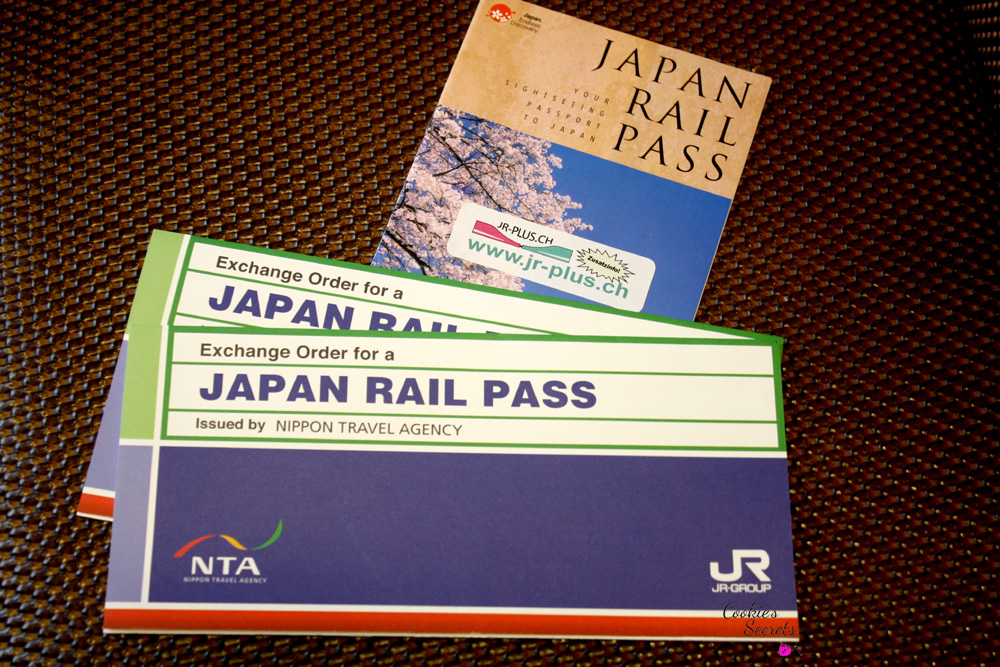 Japan.
Endless
Discovery.
JAPAN
RAIL
PASS
YOUR
SIGHTSEEING
PASSPORT
TO JAPAN
JR-PLUS.CH
www.jr-plus.ch
Zusatzinfo!
Exchange Order for a
JAPAN RAIL
Exchange Order for a
JAPAN RAIL PASS
Issued by NIPPON TRAVEL AGENCY
NTA
NIPPON TRAVEL AGENCY
JR
JR-GROUP
Cookie's
Secrets